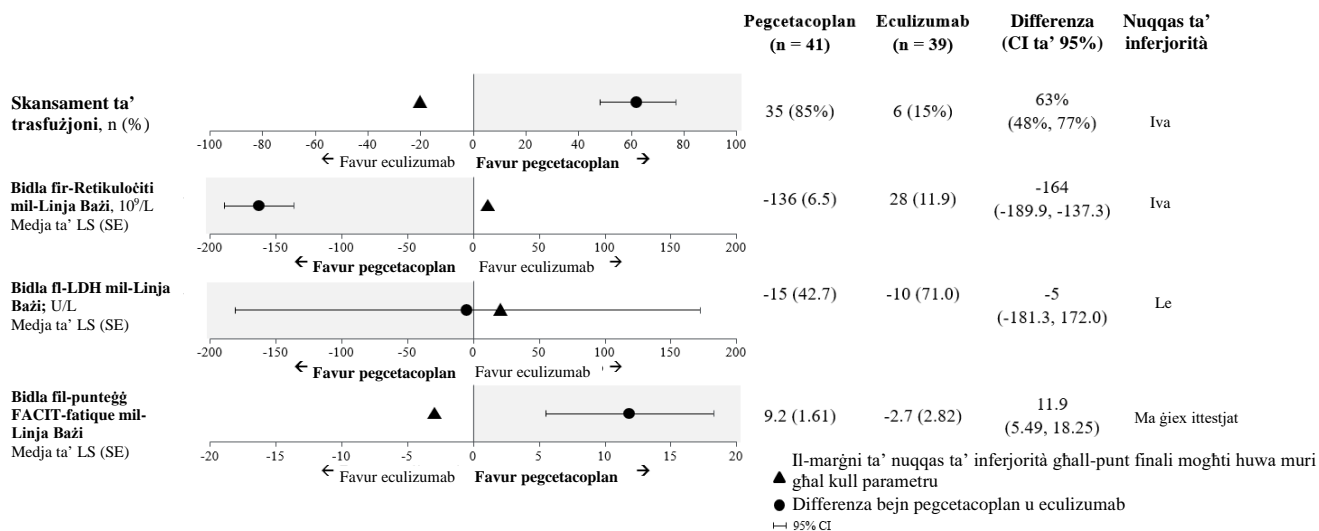 Pegcetacoplan Eculizumab Differenza Nuqqas ta’
(n = 41) (n = 39) (CI ta’ 95%) inferjorità
Skansament ta’
trasfużjoni, n (%)
35 (85%) 6 (15%) 63%
(48%, 77%) Iva
-100 -80 -60 -40 -20 0 20 40 60 80 100
← Favur eculizumab Favur pegcetacoplan →
Bidla fir-Retikuloċiti
mil-Linja Bażi, 10⁹/L
Medja ta’ LS (SE)
-136 (6.5) 28 (11.9) -164
(-189.9, -137.3) Iva
-200 -150 -100 -50 0 50 100 150 200
← Favur pegcetacoplan Favur eculizumab →
Bidla fl-LDH mil-Linja
Bażi; U/L
Medja ta’ LS (SE)
-15 (42.7) -10 (71.0) -5
(-181.3, 172.0) Le
-200 -150 -100 -50 0 50 100 150 200
← Favur pegcetacoplan Favur eculizumab →
Bidla fil-punteġġ
FACIT-fatique mil-
Linja Bażi
Medja ta’ LS (SE)
9.2 (1.61) -2.7 (2.82) 11.9
(5.49, 18.25) Ma ġiex ittestjat
-20 -15 -10 -5 0 5 10 15 20
← Favur eculizumab Favur pegcetacoplan →
Il-marġni ta’ nuqqas ta’ inferjorità għall-punt finali mogħti huwa muri
▲ għal kull parametru
● Differenza bejn pegcetacoplan u eculizumab
95% CI